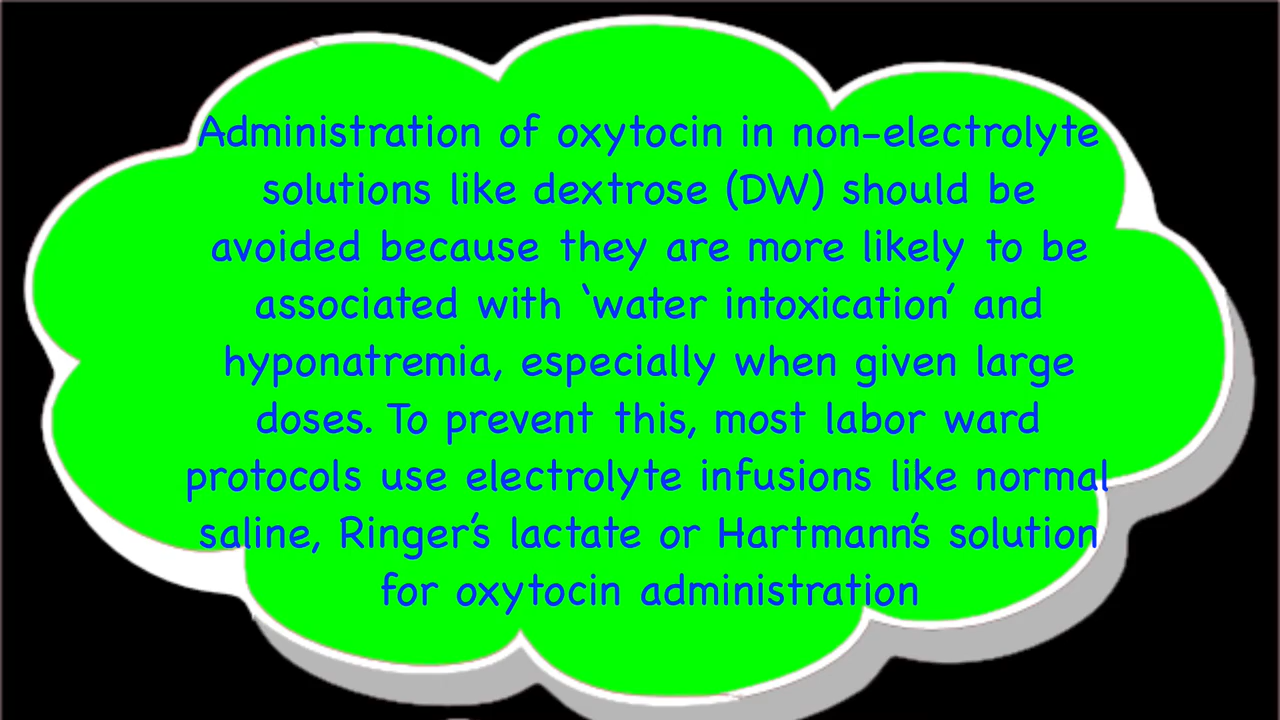 Administration of oxytocin in non-electrolyte
solutions like dextrose (DW) should be
avoided because they are more likely to be
associated with ‘water intoxication’ and
hyponatremia, especially when given large
doses. To prevent this, most labor ward
protocols use electrolyte infusions like normal
saline, Ringer’s lactate or Hartmann’s solution
for oxytocin administration